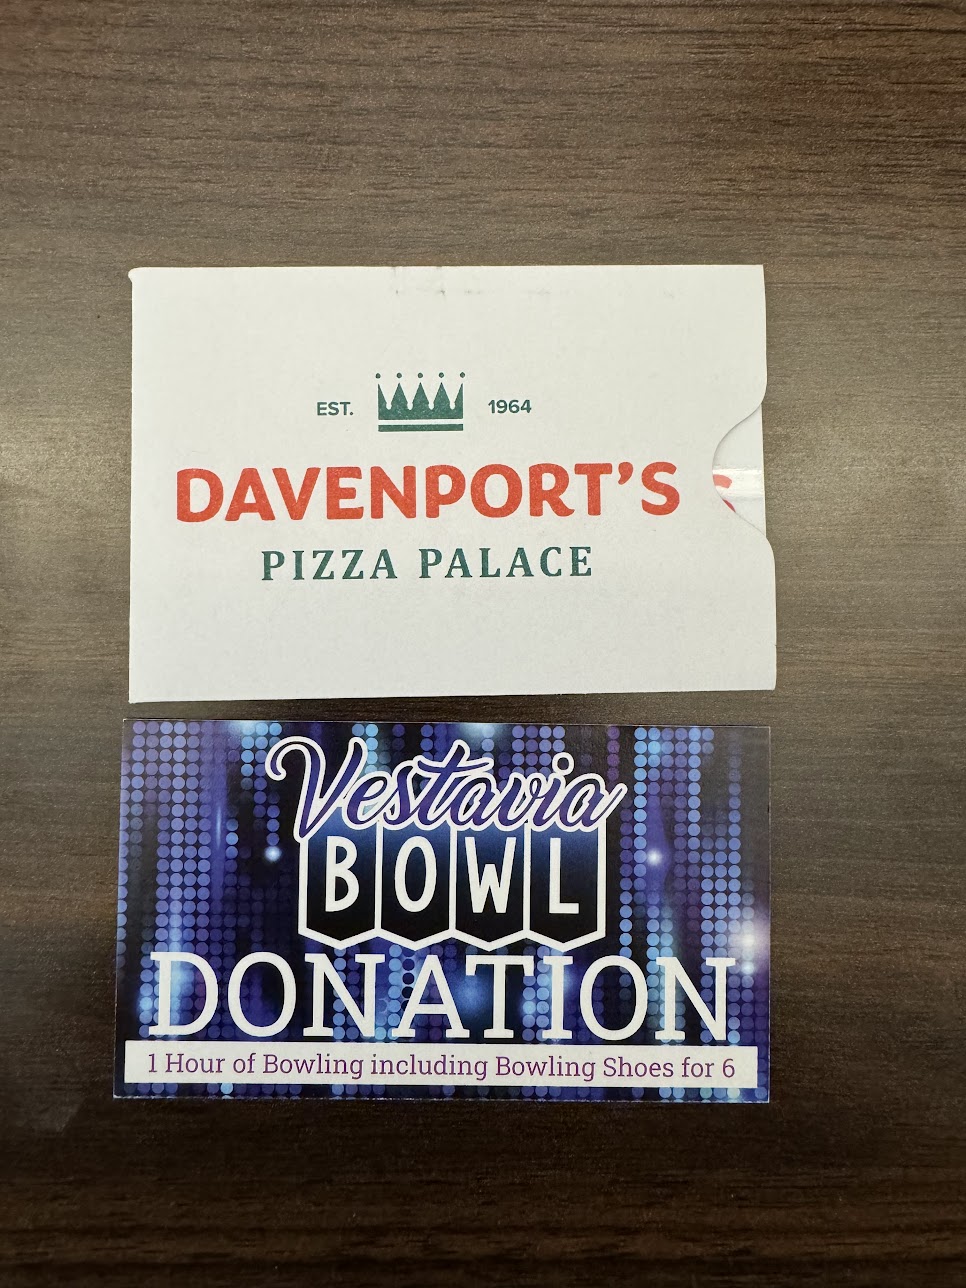 EST. 1964
DAVENPORT'S
PIZZA PALACE
Vestavia
BOWL
DONATION
1 Hour of Bowling including Bowling Shoes for 6